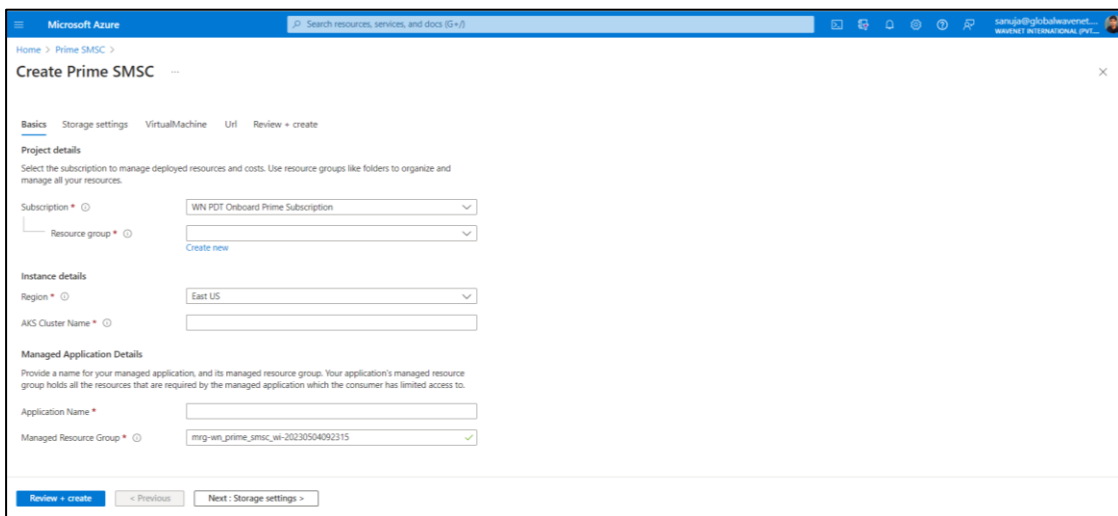 Microsoft Azure
Search resources, services, and docs (G+/)
sanuja@globalwavenet....
WAVENET INTERNATIONAL (PVT,...
Home > Prime SMSC >
Create Prime SMSC ...
Basics Storage settings VirtualMachine Url Review + create
Project details
Select the subscription to manage deployed resources and costs. Use resource groups like folders to organize and
manage all your resources.
Subscription * WN PDT Onboard Prime Subscription
Resource group *
Create new
Instance details
Region * East US
AKS Cluster Name *
Managed Application Details
Provide a name for your managed application, and its managed resource group. Your application's managed resource
group holds all the resources that are required by the managed application which the consumer has limited access to.
Application Name *
Managed Resource Group * mrg-wn_prime_smsc_wi-20230504092315
Review + create < Previous Next : Storage settings >